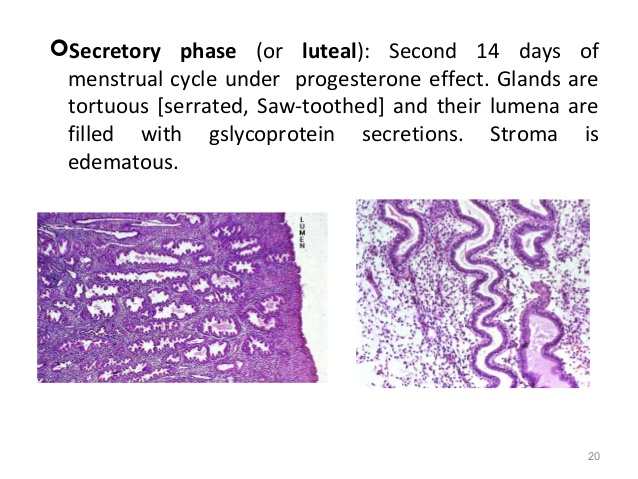 Secretory phase (or luteal): Second 14 days of
menstrual cycle under progesterone effect. Glands are
tortuous [serrated, Saw-toothed] and their lumena are
filled with gslycoprotein secretions. Stroma is
edematous.
LUMEN
20